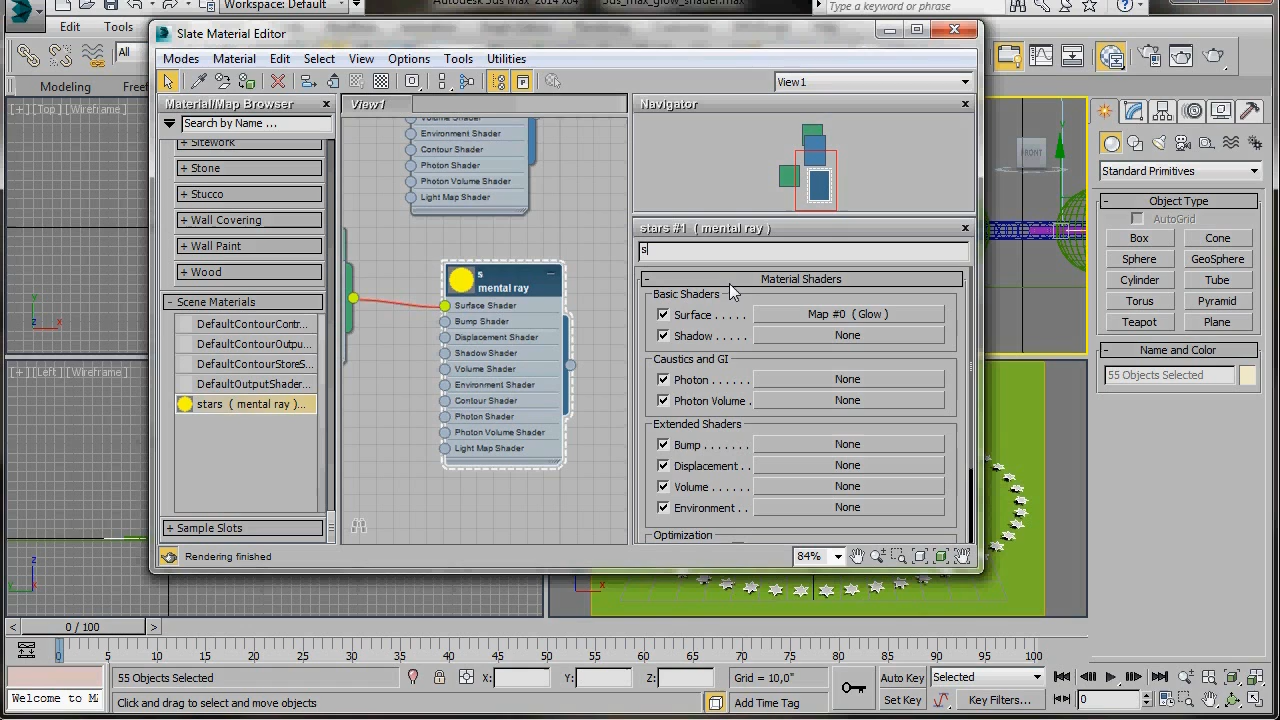 Workspace: Default
Autodesk 3ds Max 2014 x64
3ds_max_glow_shader.max
Type a keyword or phrase
Edit
Tools
All
Modeling
Slate Material Editor
Modes
Material
Edit
Select
View
Options
Tools
Utilities
View1
Material/Map Browser
Search by Name ...
Sitework
+ Stone
+ Stucco
+ Wall Covering
+ Wall Paint
+ Wood
- Scene Materials
DefaultContourContr...
DefaultContourOutpu...
DefaultContourStoreS...
DefaultOutputShader...
stars ( mental ray )...
+ Sample Slots
Rendering finished
View1
Volume Shader
Environment Shader
Contour Shader
Photon Shader
Photon Volume Shader
Light Map Shader
s
mental ray
Surface Shader
Bump Shader
Displacement Shader
Shadow Shader
Volume Shader
Environment Shader
Contour Shader
Photon Shader
Photon Volume Shader
Light Map Shader
Navigator
stars #1 ( mental ray )
s
- Material Shaders
Basic Shaders
Surface . . . . . Map #0 ( Glow )
Shadow . . . . . None
Caustics and GI
Photon . . . . . . None
Photon Volume . None
Extended Shaders
Bump . . . . . . . None
Displacement . . None
Volume . . . . . . None
Environment . . None
Optimization
84%
[ + ] [ Top ] [ Wireframe ]
[ + ] [ Left ] [ Wireframe ]
FRONT
Standard Primitives
- Object Type
AutoGrid
Box
Cone
Sphere
GeoSphere
Cylinder
Tube
Torus
Pyramid
Teapot
Plane
- Name and Color
55 Objects Selected
y
z
x
z
x
y
x
< 0 / 100 >
0 5 10 15 20 25 30 35 40 45 50 55 60 65 70 75 80 85 90 95 100
55 Objects Selected
X:
Y:
Z:
Grid = 10,0"
Auto Key
Selected
Welcome to MA
Click and drag to select and move objects
Add Time Tag
Set Key
Key Filters...
0